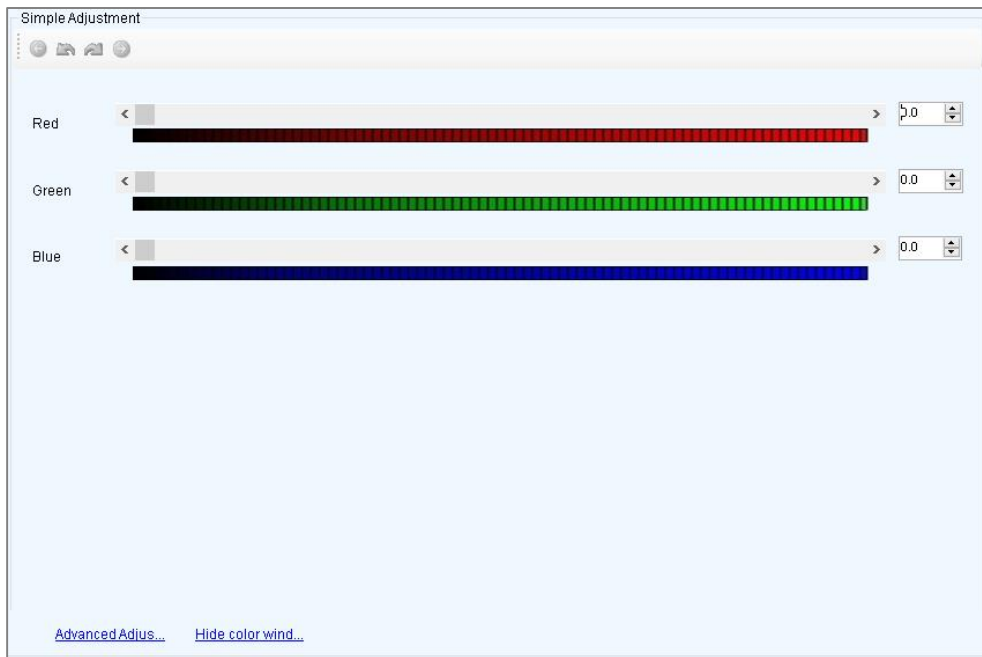 Simple Adjustment
Red
0.0
Green
0.0
Blue
0.0
Advanced Adjus... Hide color wind...